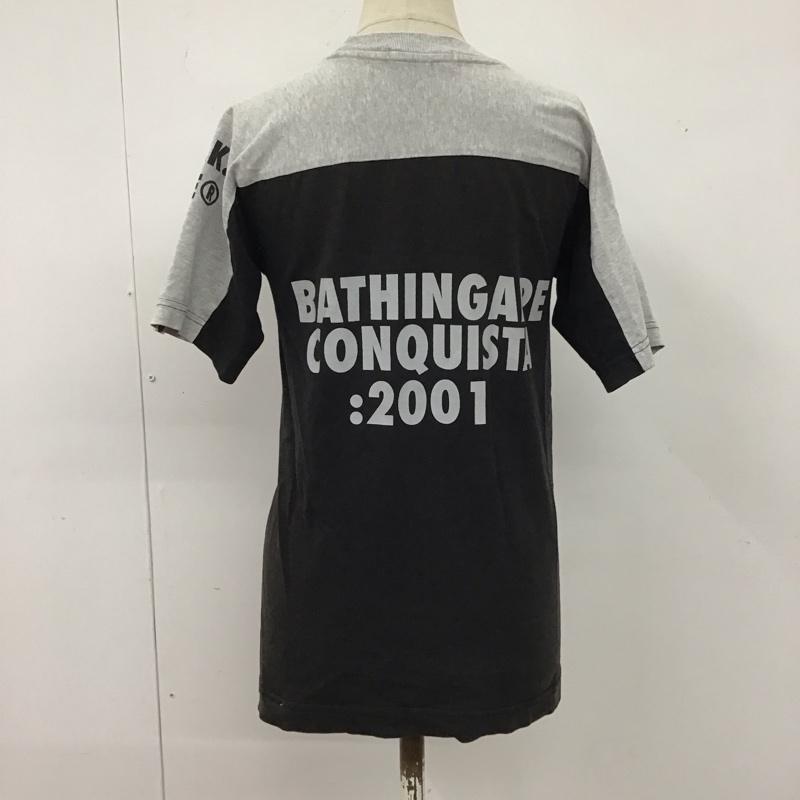 BATHINGAPE
CONQUISTA
:2001
K.
®